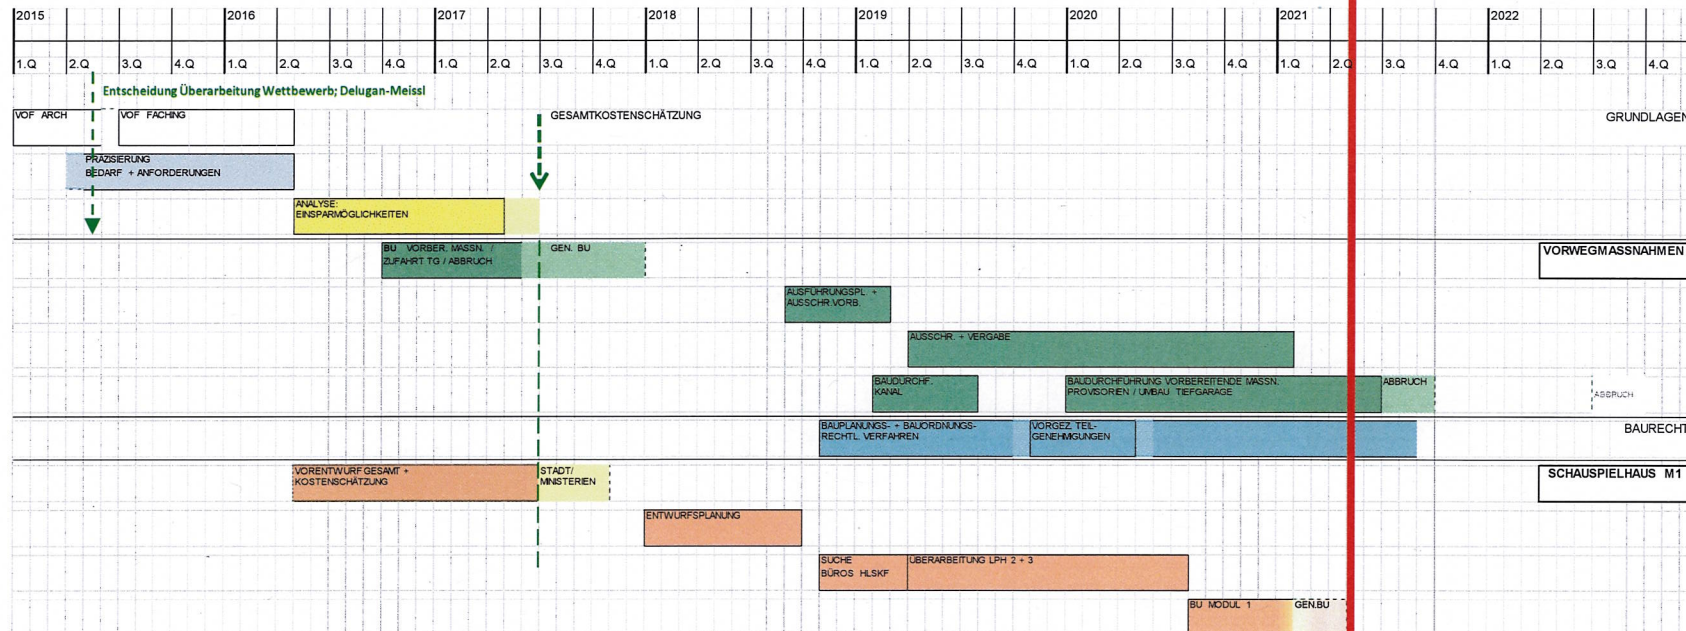 2015 2016 2017 2018 2019 2020 2021 2022
1.Q 2.Q 3.Q 4.Q 1.Q 2.Q 3.Q 4.Q 1.Q 2.Q 3.Q 4.Q 1.Q 2.Q 3.Q 4.Q 1.Q 2.Q 3.Q 4.Q 1.Q 2.Q 3.Q 4.Q 1.Q 2.Q 3.Q 4.Q 1.Q 2.Q 3.Q 4.Q
Entscheidung Überarbeitung Wettbewerb; Delugan-Meissl
VOF ARCH VOF FACHING GESAMTKOSTENSCHÄTZUNG GRUNDLAGEN
PRÄZISIERUNG
BEDARF + ANFORDERUNGEN
ANALYSE:
EINSPARMÖGLICHKEITEN
BU VORBER. MASSN. / GEN. BU VORWEGMASSNAHMEN
ZUFAHRT TG / ABBRUCH
AUSFÜHRUNGSPL. +
AUSSCHR.VORB.
AUSSCHR. + VERGABE
BAUDURCHF. BAUDURCHFÜHRUNG VORBEREITENDE MASSN. ABBRUCH
KANAL PROVISORIEN / UMBAU TIEFGARAGE ABBRUCH
BAUPLANUNGS- + BAUORDNUNGS- VORGEZ. TEIL- BAURECHT
RECHTL. VERFAHREN GENEHMIGUNGEN
VORENTWURF GESAMT + STADT/ SCHAUSPIELHAUS M1
KOSTENSCHÄTZUNG MINISTERIEN
ENTWURFSPLANUNG
SUCHE ÜBERARBEITUNG LPH 2 + 3
BÜROS HLSKF
BU MODUL 1 GEN.BU